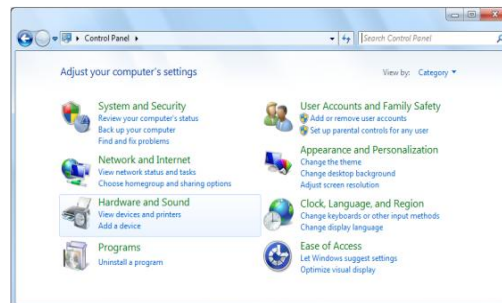 Control Panel
Search Control Panel
Adjust your computer's settings
View by: Category
System and Security
Review your computer's status
Back up your computer
Find and fix problems
Network and Internet
View network status and tasks
Choose homegroup and sharing options
Hardware and Sound
View devices and printers
Add a device
Programs
Uninstall a program
User Accounts and Family Safety
Add or remove user accounts
Set up parental controls for any user
Appearance and Personalization
Change the theme
Change desktop background
Adjust screen resolution
Clock, Language, and Region
Change keyboards or other input methods
Change display language
Ease of Access
Let Windows suggest settings
Optimize visual display